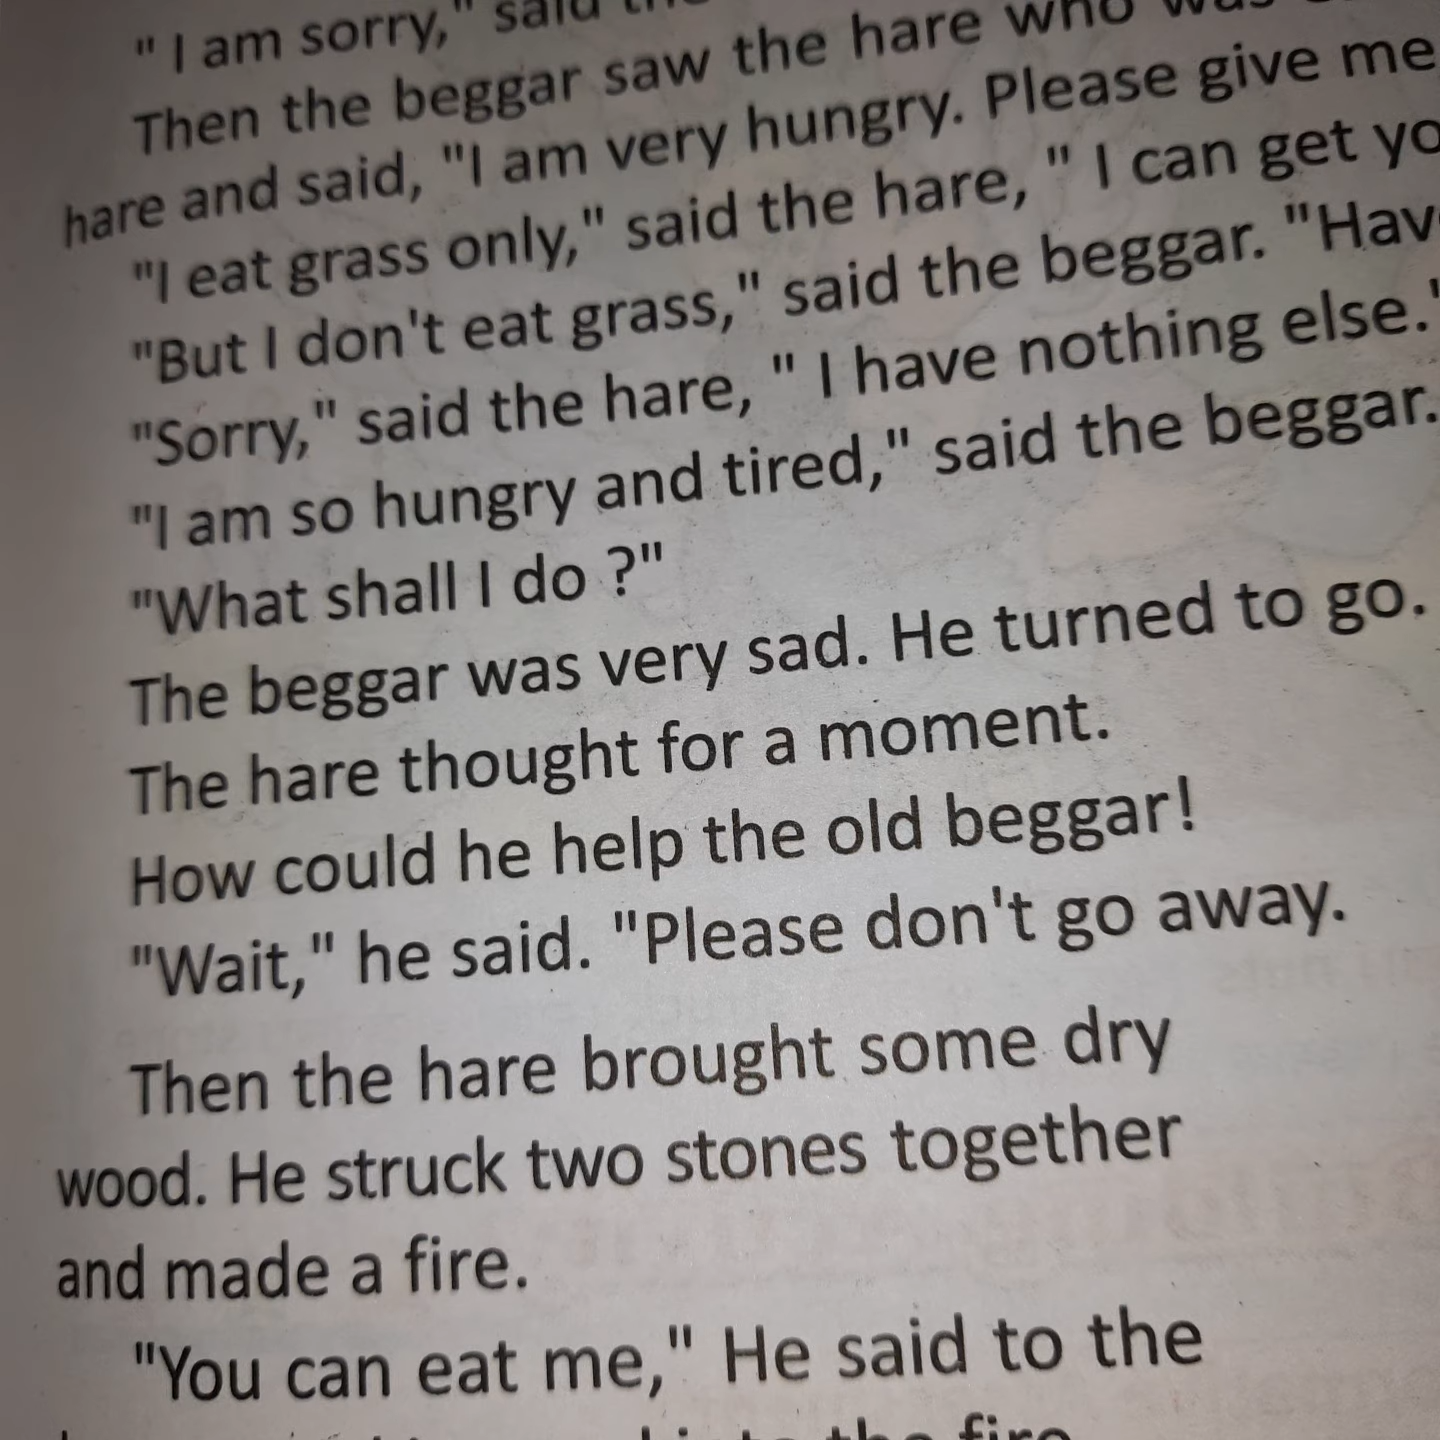 " I am sorry," said
Then the beggar saw the hare who was
hare and said, "I am very hungry. Please give me
"I eat grass only," said the hare, " I can get
"But I don't eat grass," said the beggar.
"Sorry," said the hare, " I have nothing else."
"I am so hungry and tired," said the beggar.
"What shall I do ?"
The beggar was very sad. He turned to go.
The hare thought for a moment.
How could he help the old beggar!
"Wait," he said. "Please don't go away.
Then the hare brought some dry
wood. He struck two stones together
and made a fire.
"You can eat me," He said to the
the fire